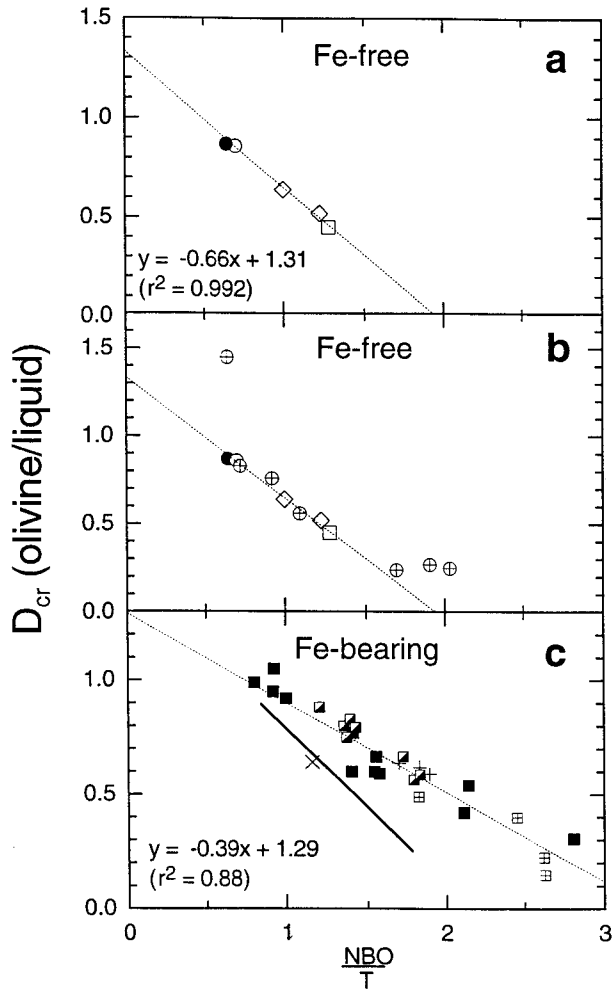 1.5
1.0
0.5
0.0
Fe-free
a
y = -0.66x + 1.31
(r² = 0.992)
1.5
1.0
0.5
0.0
Fe-free
b
D_cr (olivine/liquid)
1.0
0.5
0.0
Fe-bearing
c
y = -0.39x + 1.29
(r² = 0.88)
0
1
2
3
NBO
T